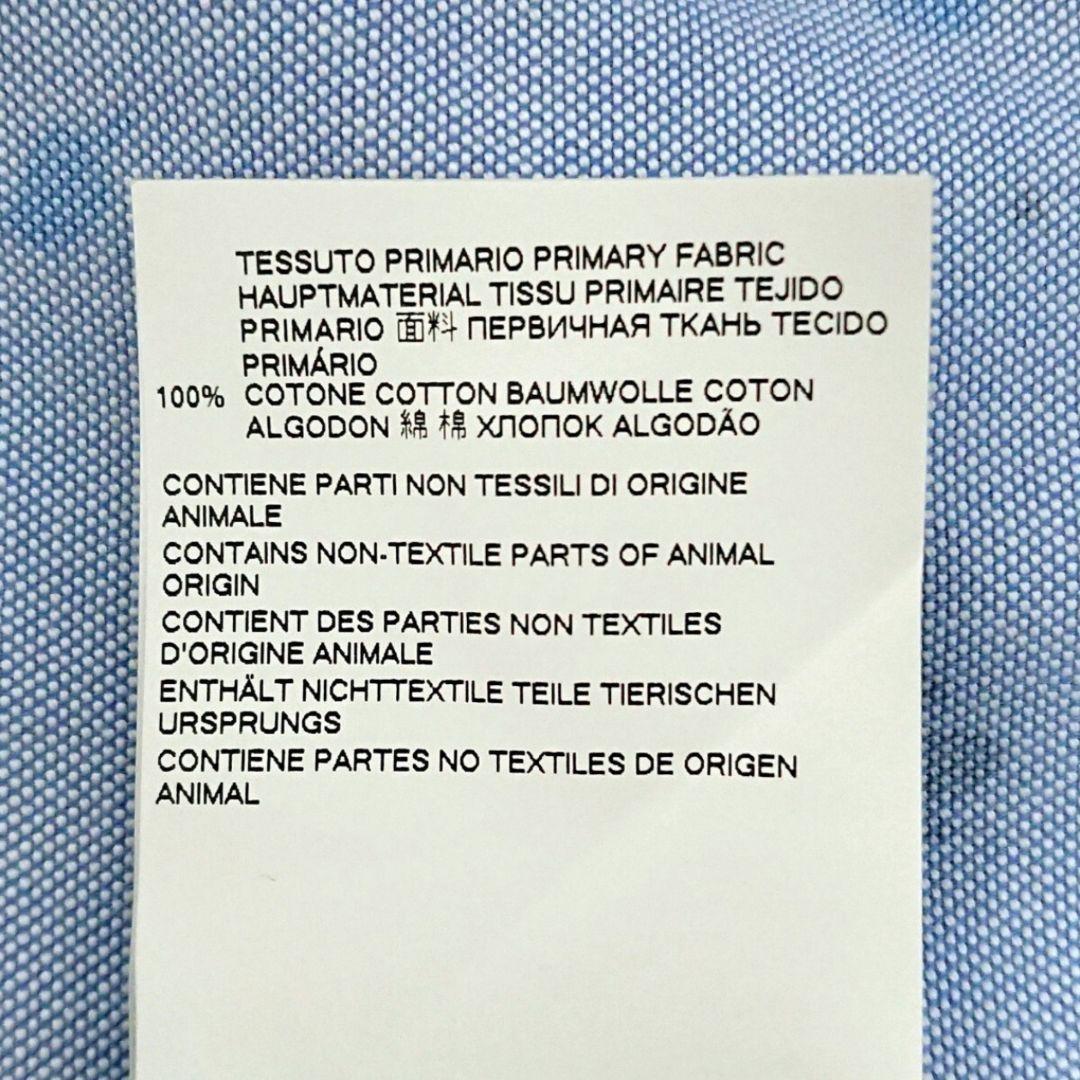 TESSUTO PRIMARIO PRIMARY FABRIC
HAUPTMATERIAL TISSU PRIMAIRE TEJIDO
PRIMARIO 面料 ПЕРВИЧНАЯ ТКАНЬ TECIDO
PRIMÁRIO
100% COTONE COTTON BAUMWOLLE COTON
ALGODON 綿 棉 ХЛОПОК ALGODÃO
CONTIENE PARTI NON TESSILI DI ORIGINE
ANIMALE
CONTAINS NON-TEXTILE PARTS OF ANIMAL
ORIGIN
CONTIENT DES PARTIES NON TEXTILES
D'ORIGINE ANIMALE
ENTHÄLT NICHTTEXTILE TEILE TIERISCHEN
URSPRUNGS
CONTIENE PARTES NO TEXTILES DE ORIGEN
ANIMAL